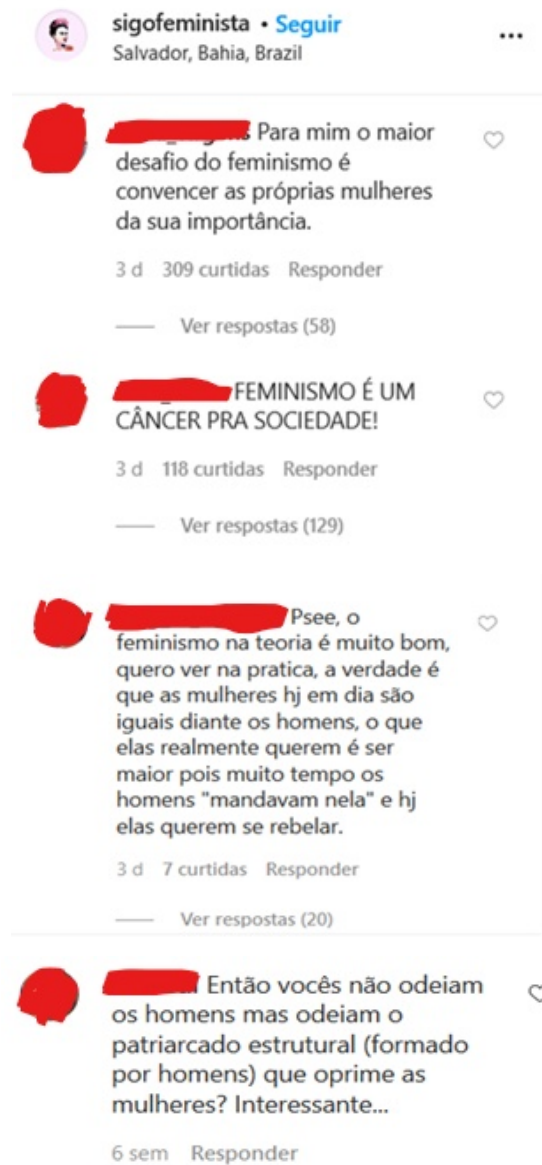 sigofeminista • Seguir
Salvador, Bahia, Brazil
Para mim o maior
desafio do feminismo é
convencer as próprias mulheres
da sua importância.
3 d 309 curtidas Responder
Ver respostas (58)
FEMINISMO É UM
CÂNCER PRA SOCIEDADE!
3 d 118 curtidas Responder
Ver respostas (129)
Psee, o
feminismo na teoria é muito bom,
quero ver na pratica, a verdade é
que as mulheres hj em dia são
iguais diante os homens, o que
elas realmente querem é ser
maior pois muito tempo os
homens "mandavam nela" e hj
elas querem se rebelar.
3 d 7 curtidas Responder
Ver respostas (20)
Então vocês não odeiam
os homens mas odeiam o
patriarcado estrutural (formado
por homens) que oprime as
mulheres? Interessante...
6 sem Responder